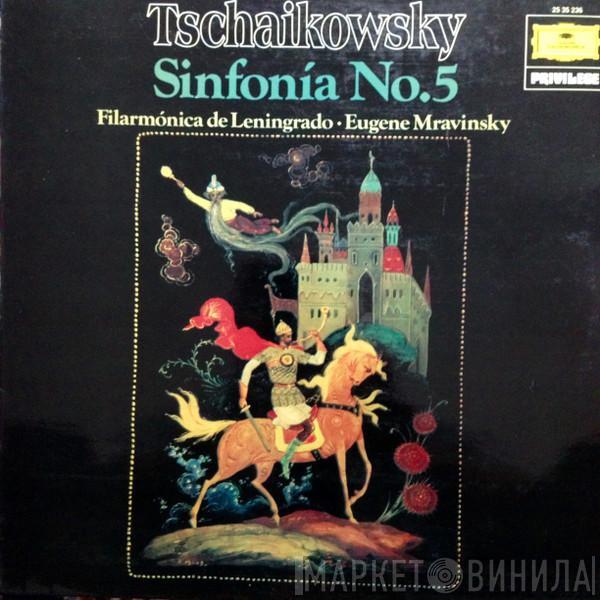 Tschaikowsky
25 35 236
PRIVILEGE
Sinfonía No.5
Filarmónica de Leningrado · Eugene Mravinsky
МАРКЕТ ВИНИЛА